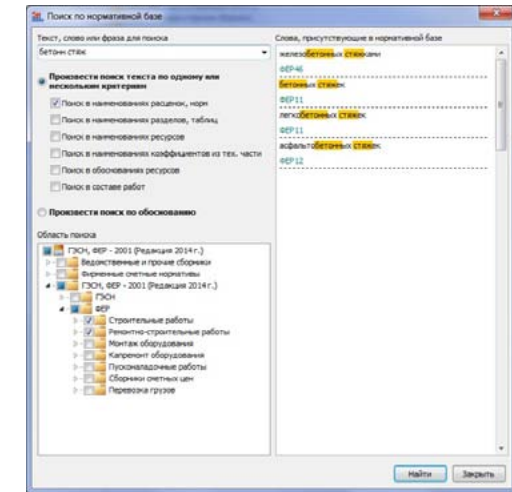 Поиск по нормативной базе
Текст, слово или фраза для поиска
бетонн стяж
Произвести поиск текста по одному или
нескольким критериям
Поиск в наименованиях расценок, норм
Поиск в наименованиях разделов, таблиц
Поиск в наименованиях ресурсов
Поиск в наименованиях коэффициентов из тех. части
Поиск в обоснованиях ресурсов
Поиск в составе работ
Произвести поиск по обоснованию
Область поиска
ГЭСН, ФЕР - 2001 (Редакция 2014 г.)
Ведомственные и прочие сборники
Фирменные сметные нормативы
ГЭСН, ФЕР - 2001 (Редакция 2014 г.)
ГЭСН
ФЕР
Строительные работы
Ремонтно-строительные работы
Монтаж оборудования
Капремонт оборудования
Пусконаладочные работы
Сборники сметных цен
Перевозка грузов
Слова, присутствующие в нормативной базе
железобетонных стяжками
ФЕР46
бетонных стяжек
ФЕР11
легкобетонных стяжек
ФЕР11
асфальтобетонных стяжек
ФЕР12
Найти
Закрыть